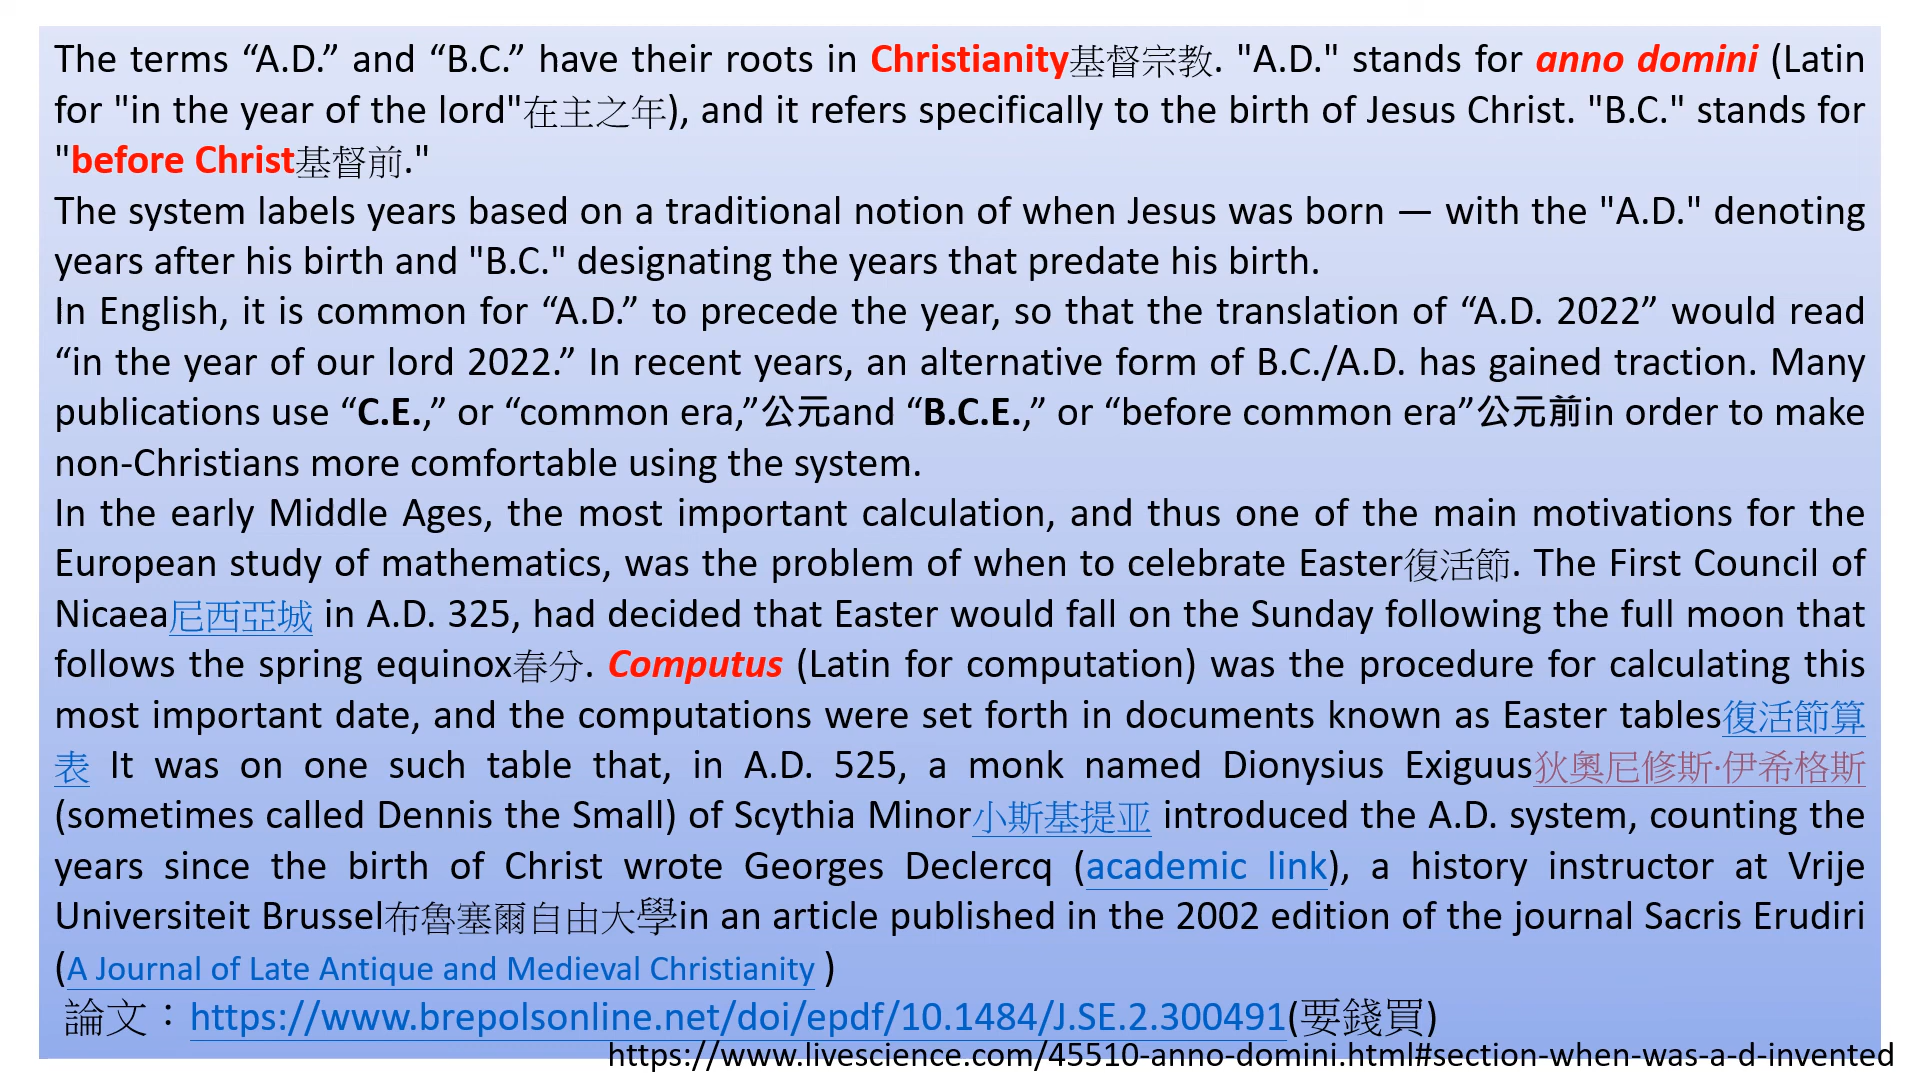 The terms “A.D.” and “B.C.” have their roots in Christianity基督宗教. "A.D." stands for anno domini (Latin
for "in the year of the lord"在主之年), and it refers specifically to the birth of Jesus Christ. "B.C." stands for
"before Christ基督前."
The system labels years based on a traditional notion of when Jesus was born — with the "A.D." denoting
years after his birth and "B.C." designating the years that predate his birth.
In English, it is common for “A.D.” to precede the year, so that the translation of “A.D. 2022” would read
“in the year of our lord 2022.” In recent years, an alternative form of B.C./A.D. has gained traction. Many
publications use “C.E.,” or “common era,”公元and “B.C.E.,” or “before common era”公元前in order to make
non-Christians more comfortable using the system.
In the early Middle Ages, the most important calculation, and thus one of the main motivations for the
European study of mathematics, was the problem of when to celebrate Easter復活節. The First Council of
Nicaea尼西亞城 in A.D. 325, had decided that Easter would fall on the Sunday following the full moon that
follows the spring equinox春分. Computus (Latin for computation) was the procedure for calculating this
most important date, and the computations were set forth in documents known as Easter tables復活節算
表 It was on one such table that, in A.D. 525, a monk named Dionysius Exiguus狄奧尼修斯·伊希格斯
(sometimes called Dennis the Small) of Scythia Minor小斯基提亚 introduced the A.D. system, counting the
years since the birth of Christ wrote Georges Declercq (academic link), a history instructor at Vrije
Universiteit Brussel布魯塞爾自由大學in an article published in the 2002 edition of the journal Sacris Erudiri
(A Journal of Late Antique and Medieval Christianity )
論文：https://www.brepolsonline.net/doi/epdf/10.1484/J.SE.2.300491(要錢買)
https://www.livescience.com/45510-anno-domini.html#section-when-was-a-d-invented